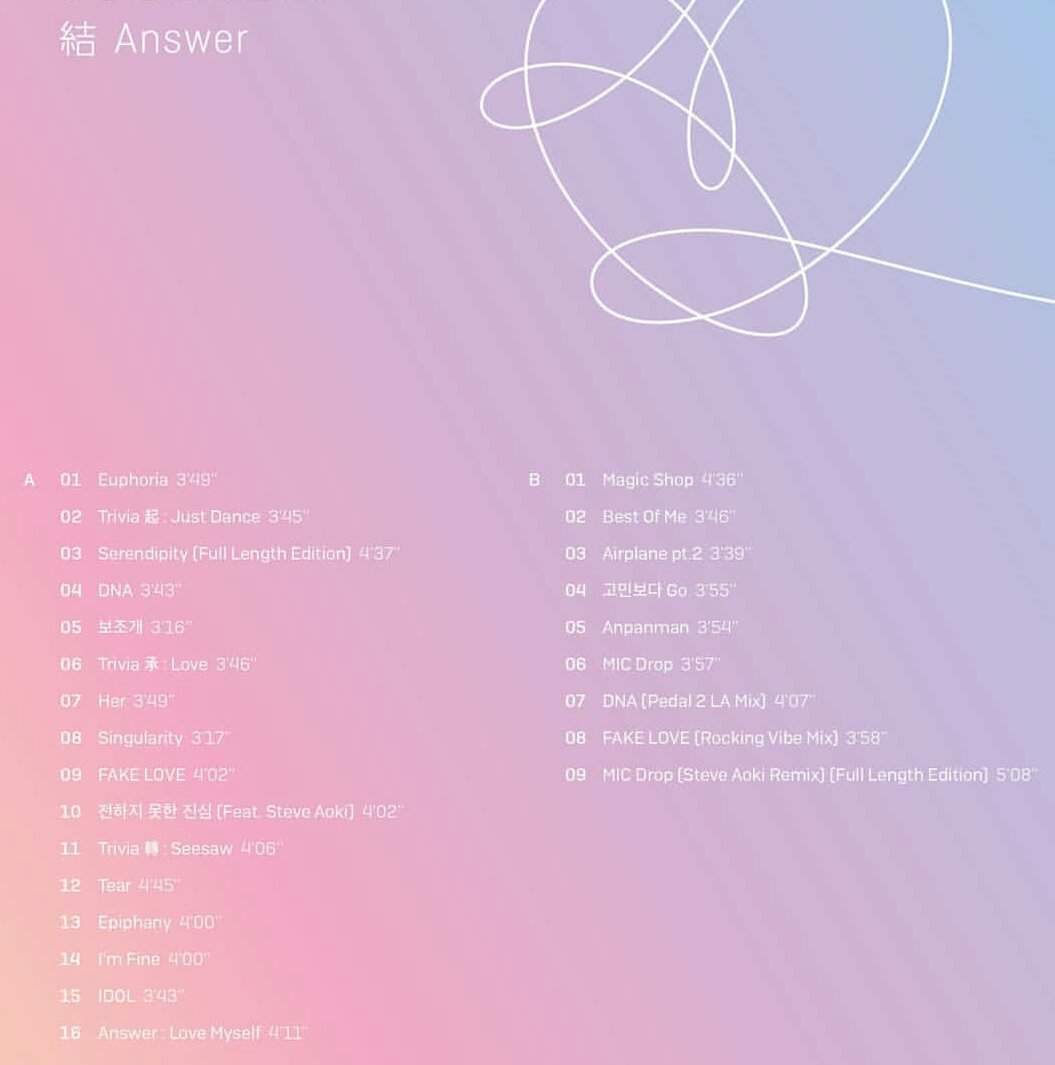 結 Answer
A 01 Euphoria 3'49"
02 Trivia 起 : Just Dance 3'45"
03 Serendipity (Full Length Edition) 4'37"
04 DNA 3'43"
05 보조개 3'16"
06 Trivia 承 : Love 3'46"
07 Her 3'49"
08 Singularity 3'17"
09 FAKE LOVE 4'02"
10 전하지 못한 진심 (Feat. Steve Aoki) 4'02"
11 Trivia 轉 : Seesaw 4'06"
12 Tear 4'45"
13 Epiphany 4'00"
14 I'm Fine 4'00"
15 IDOL 3'43"
16 Answer : Love Myself 4'11"
B 01 Magic Shop 4'36"
02 Best Of Me 3'46"
03 Airplane pt.2 3'39"
04 고민보다 Go 3'55"
05 Anpanman 3'54"
06 MIC Drop 3'57"
07 DNA (Pedal 2 LA Mix) 4'07"
08 FAKE LOVE (Rocking Vibe Mix) 3'58"
09 MIC Drop (Steve Aoki Remix) (Full Length Edition) 5'08"